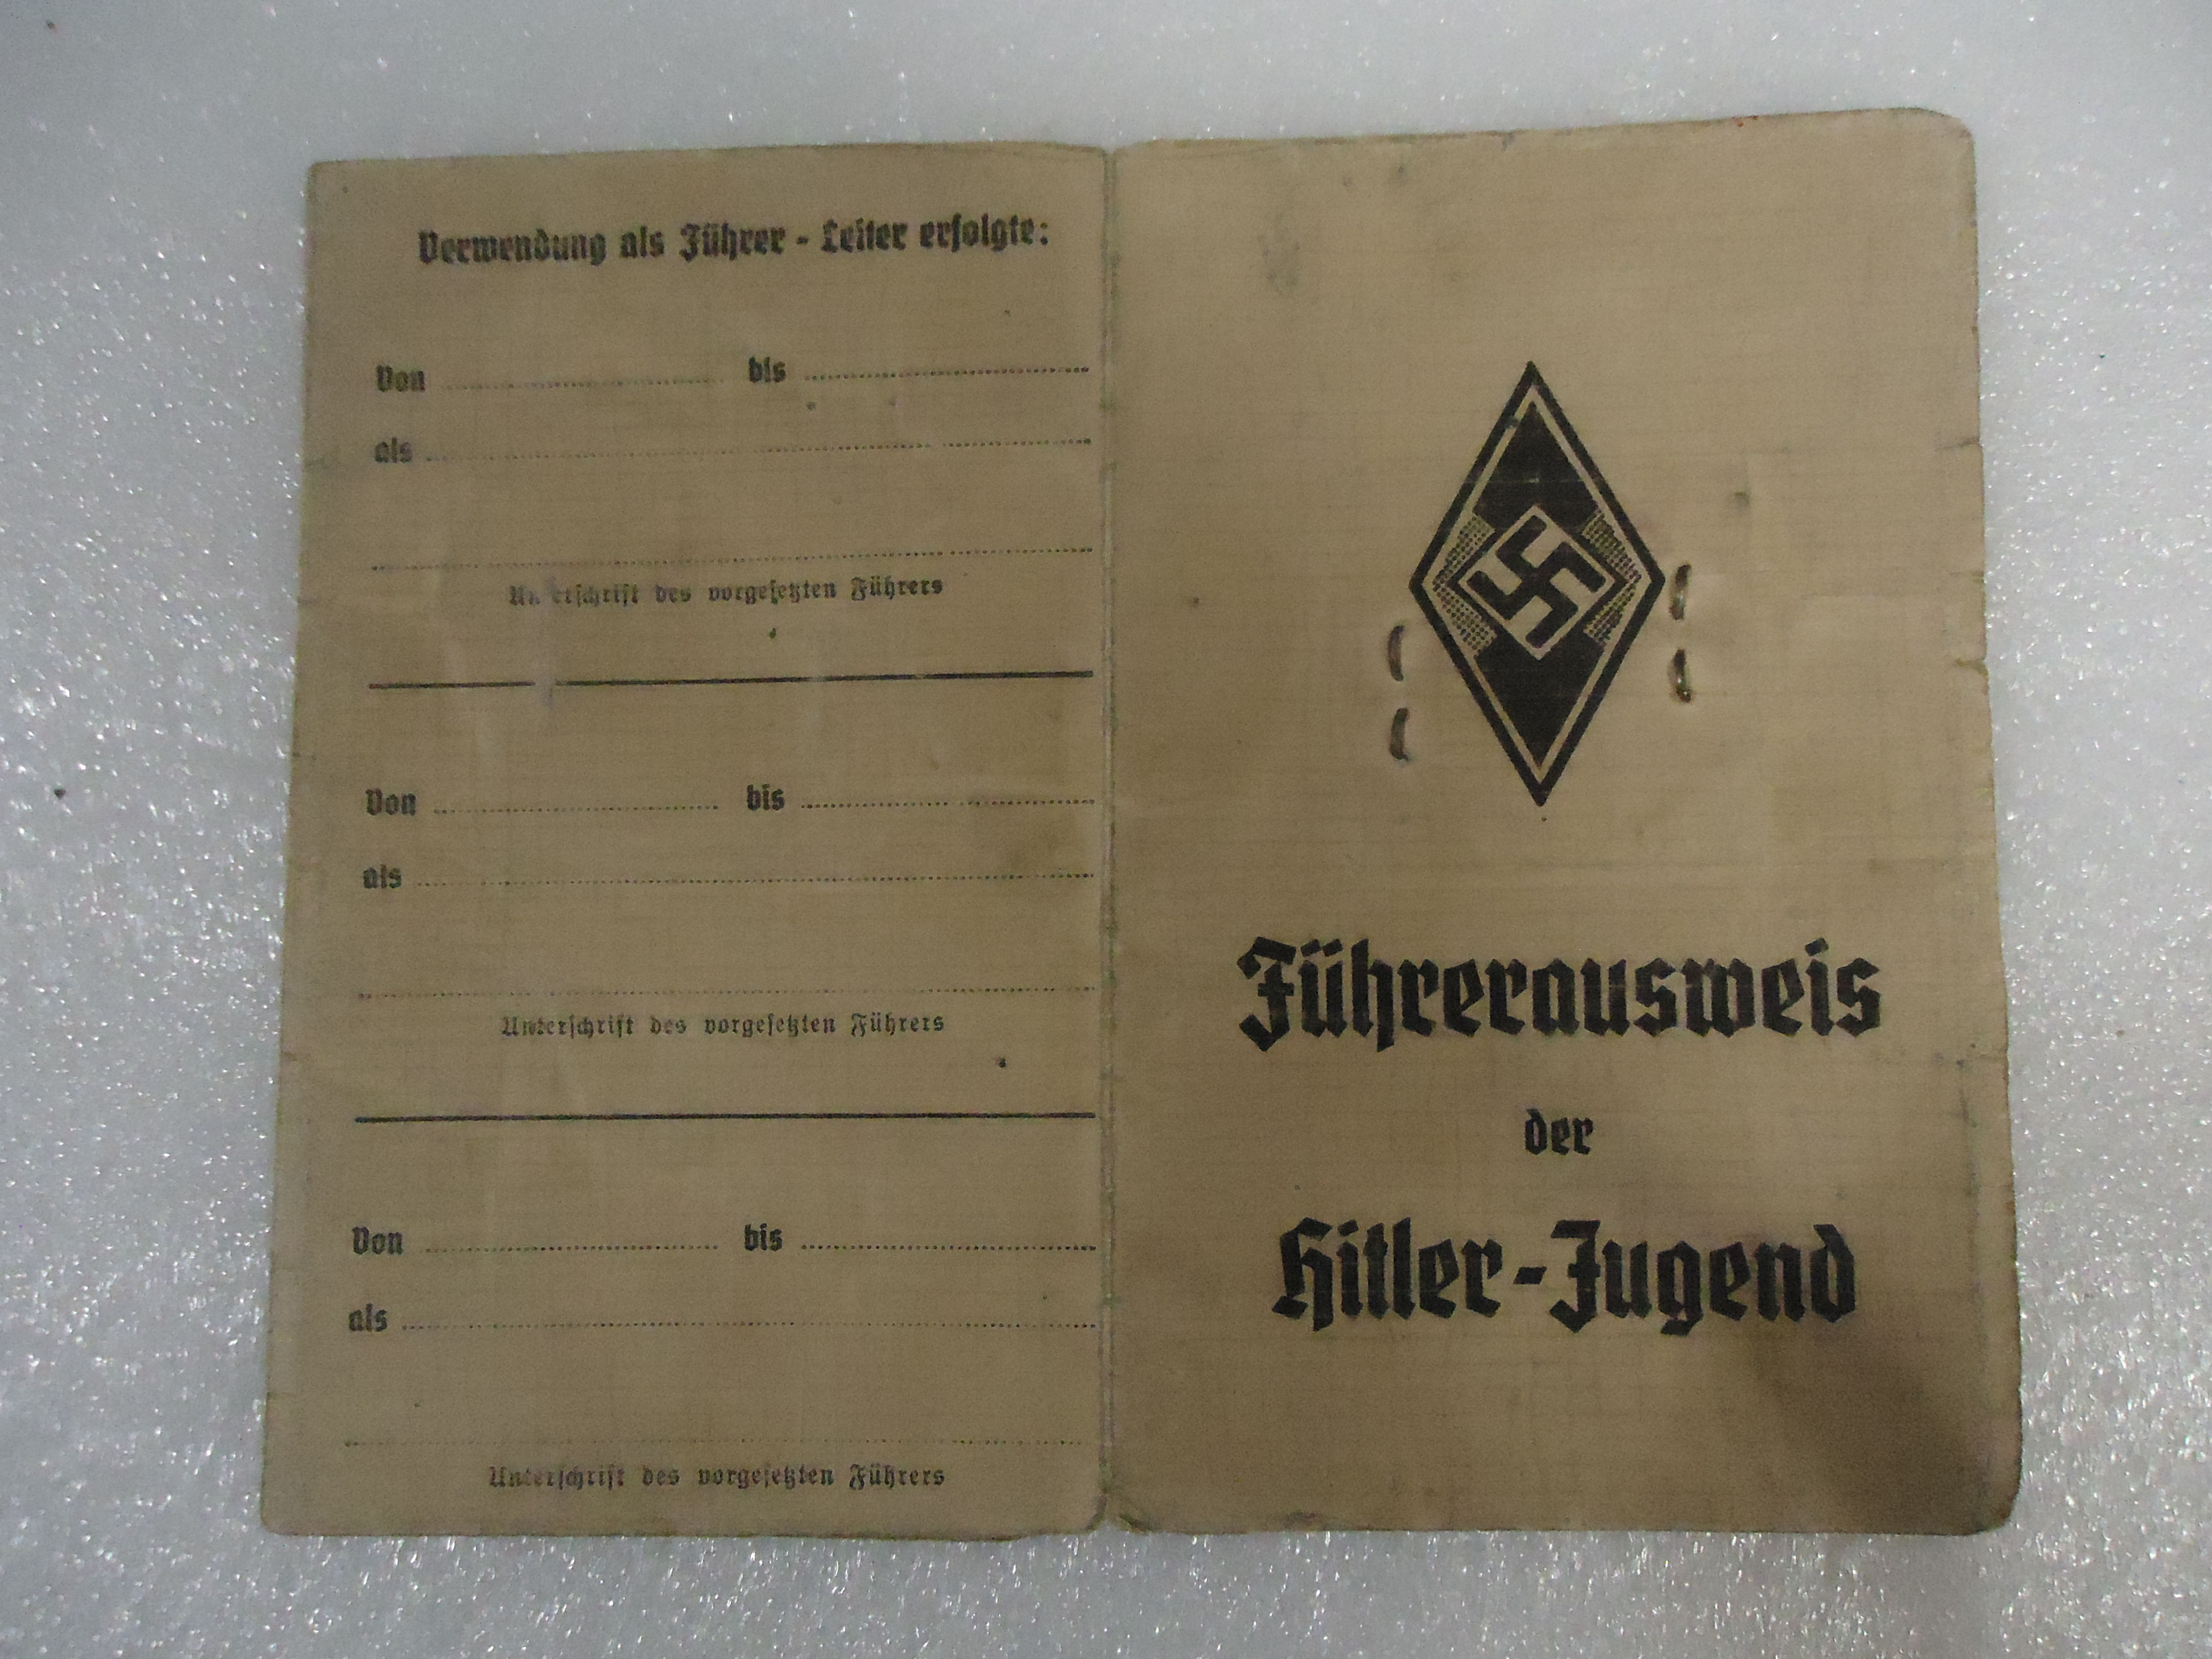 Verwendung als Führer - Leiter erfolgte:
Von bis
als
Unterschrift des vorgesetzten Führers
Von bis
als
Unterschrift des vorgesetzten Führers
Von bis
als
Unterschrift des vorgesetzten Führers
Führerausweis
der
Hitler-Jugend